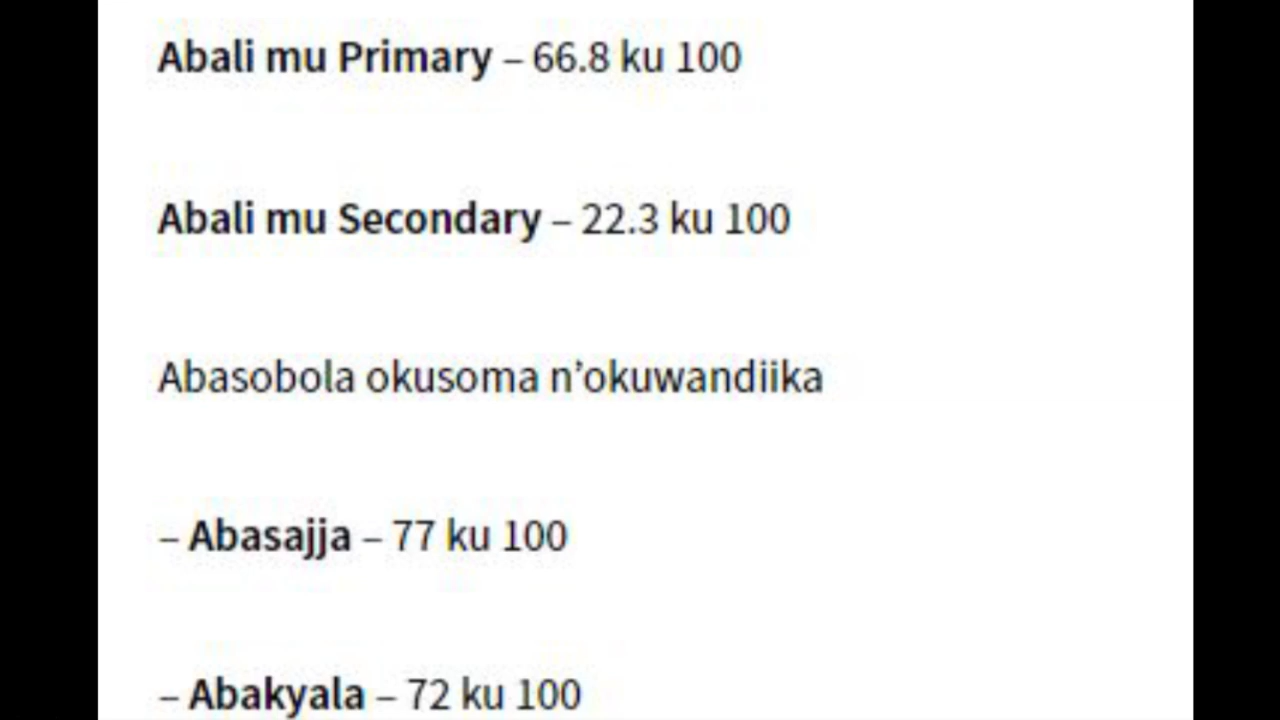 Abali mu Primary – 66.8 ku 100
Abali mu Secondary – 22.3 ku 100
Abasobola okusoma n’okuwandiika
– Abasajja – 77 ku 100
– Abakyala – 72 ku 100